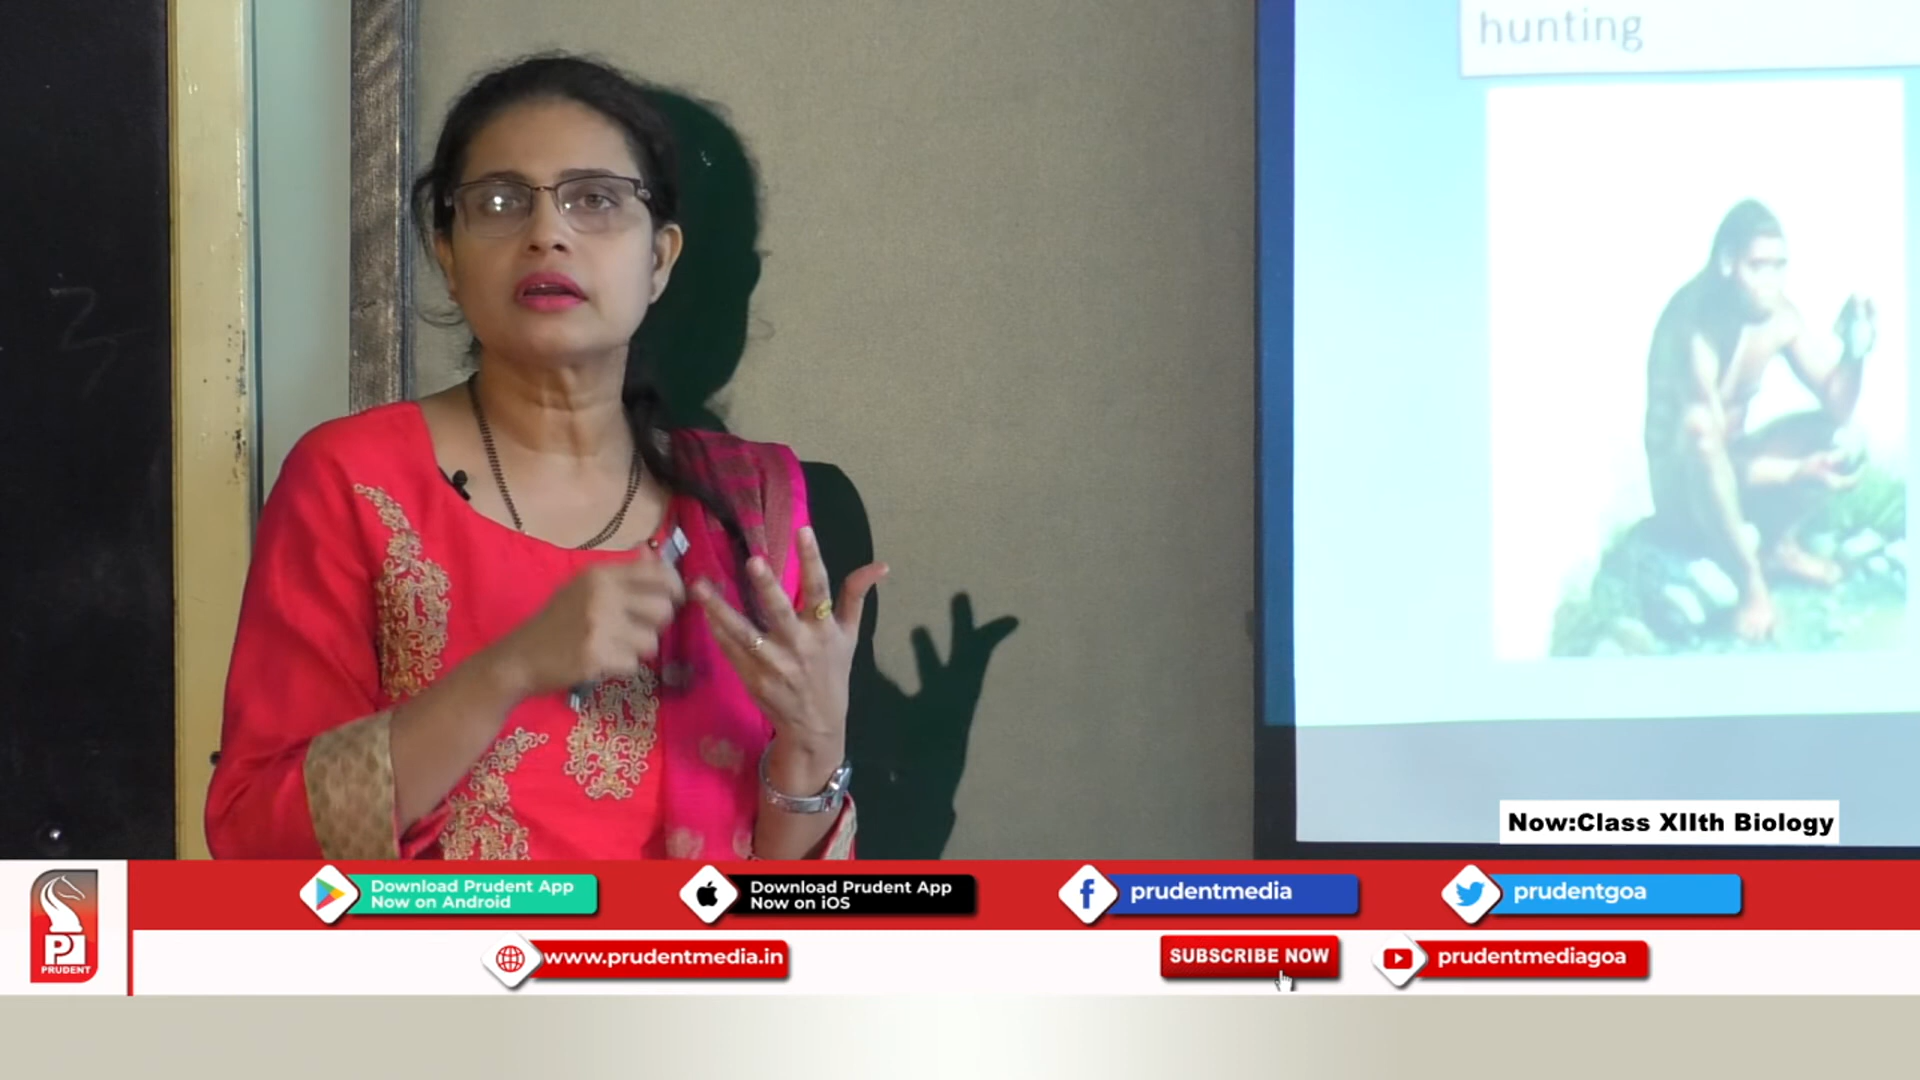 hunting
Now:Class XIIth Biology
Download Prudent App
Now on Android
Download Prudent App
Now on iOS
prudentmedia
prudentgoa
PRUDENT
www.prudentmedia.in
SUBSCRIBE NOW
prudentmediagoa